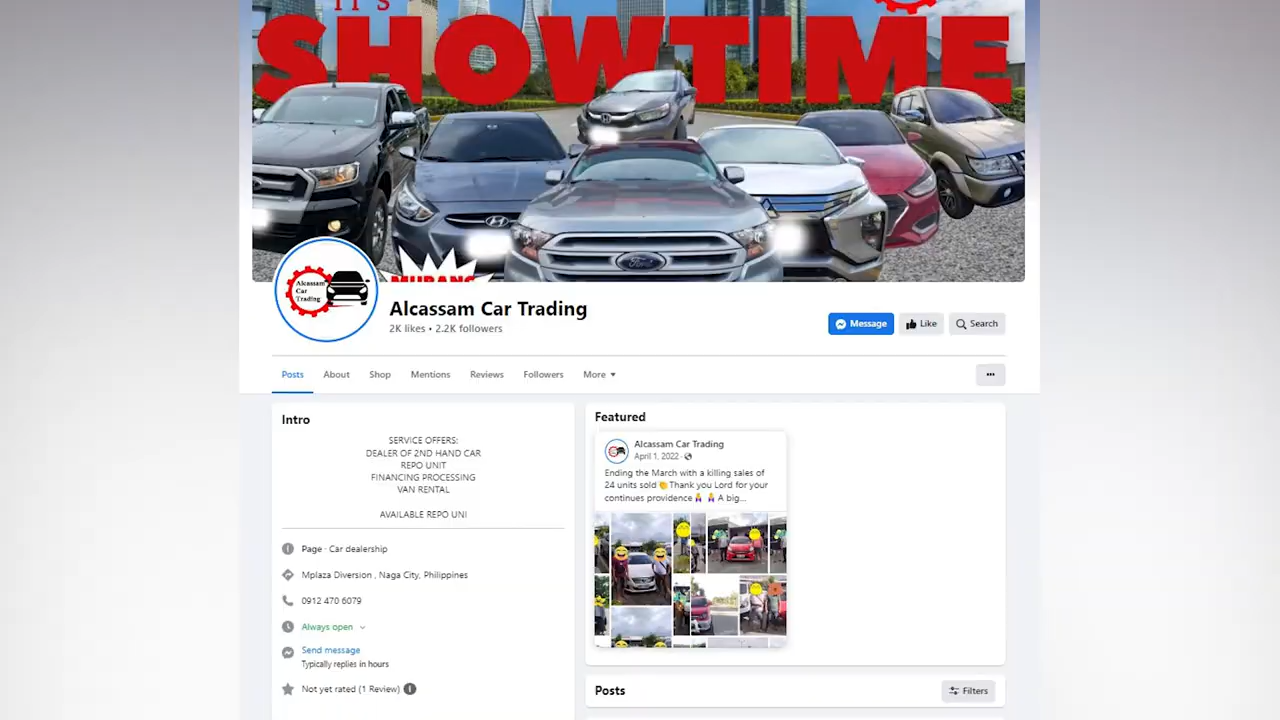 IT'S
SHOWTIME
MURANG
Alcassam
Car
Trading
Alcassam Car Trading
2K likes • 2.2K followers
Message
Like
Search
Posts
About
Shop
Mentions
Reviews
Followers
More
Intro
SERVICE OFFERS:
DEALER OF 2ND HAND CAR
REPO UNIT
FINANCING PROCESSING
VAN RENTAL
AVAILABLE REPO UNI
Page · Car dealership
Mplaza Diversion , Naga City, Philippines
0912 470 6079
Always open
Send message
Typically replies in hours
Not yet rated (1 Review)
Featured
Alcassam Car Trading
April 1, 2022 ·
Ending the March with a killing sales of
24 units sold 👏Thank you Lord for your
continues providence🙏🙏 A big...
Posts
Filters